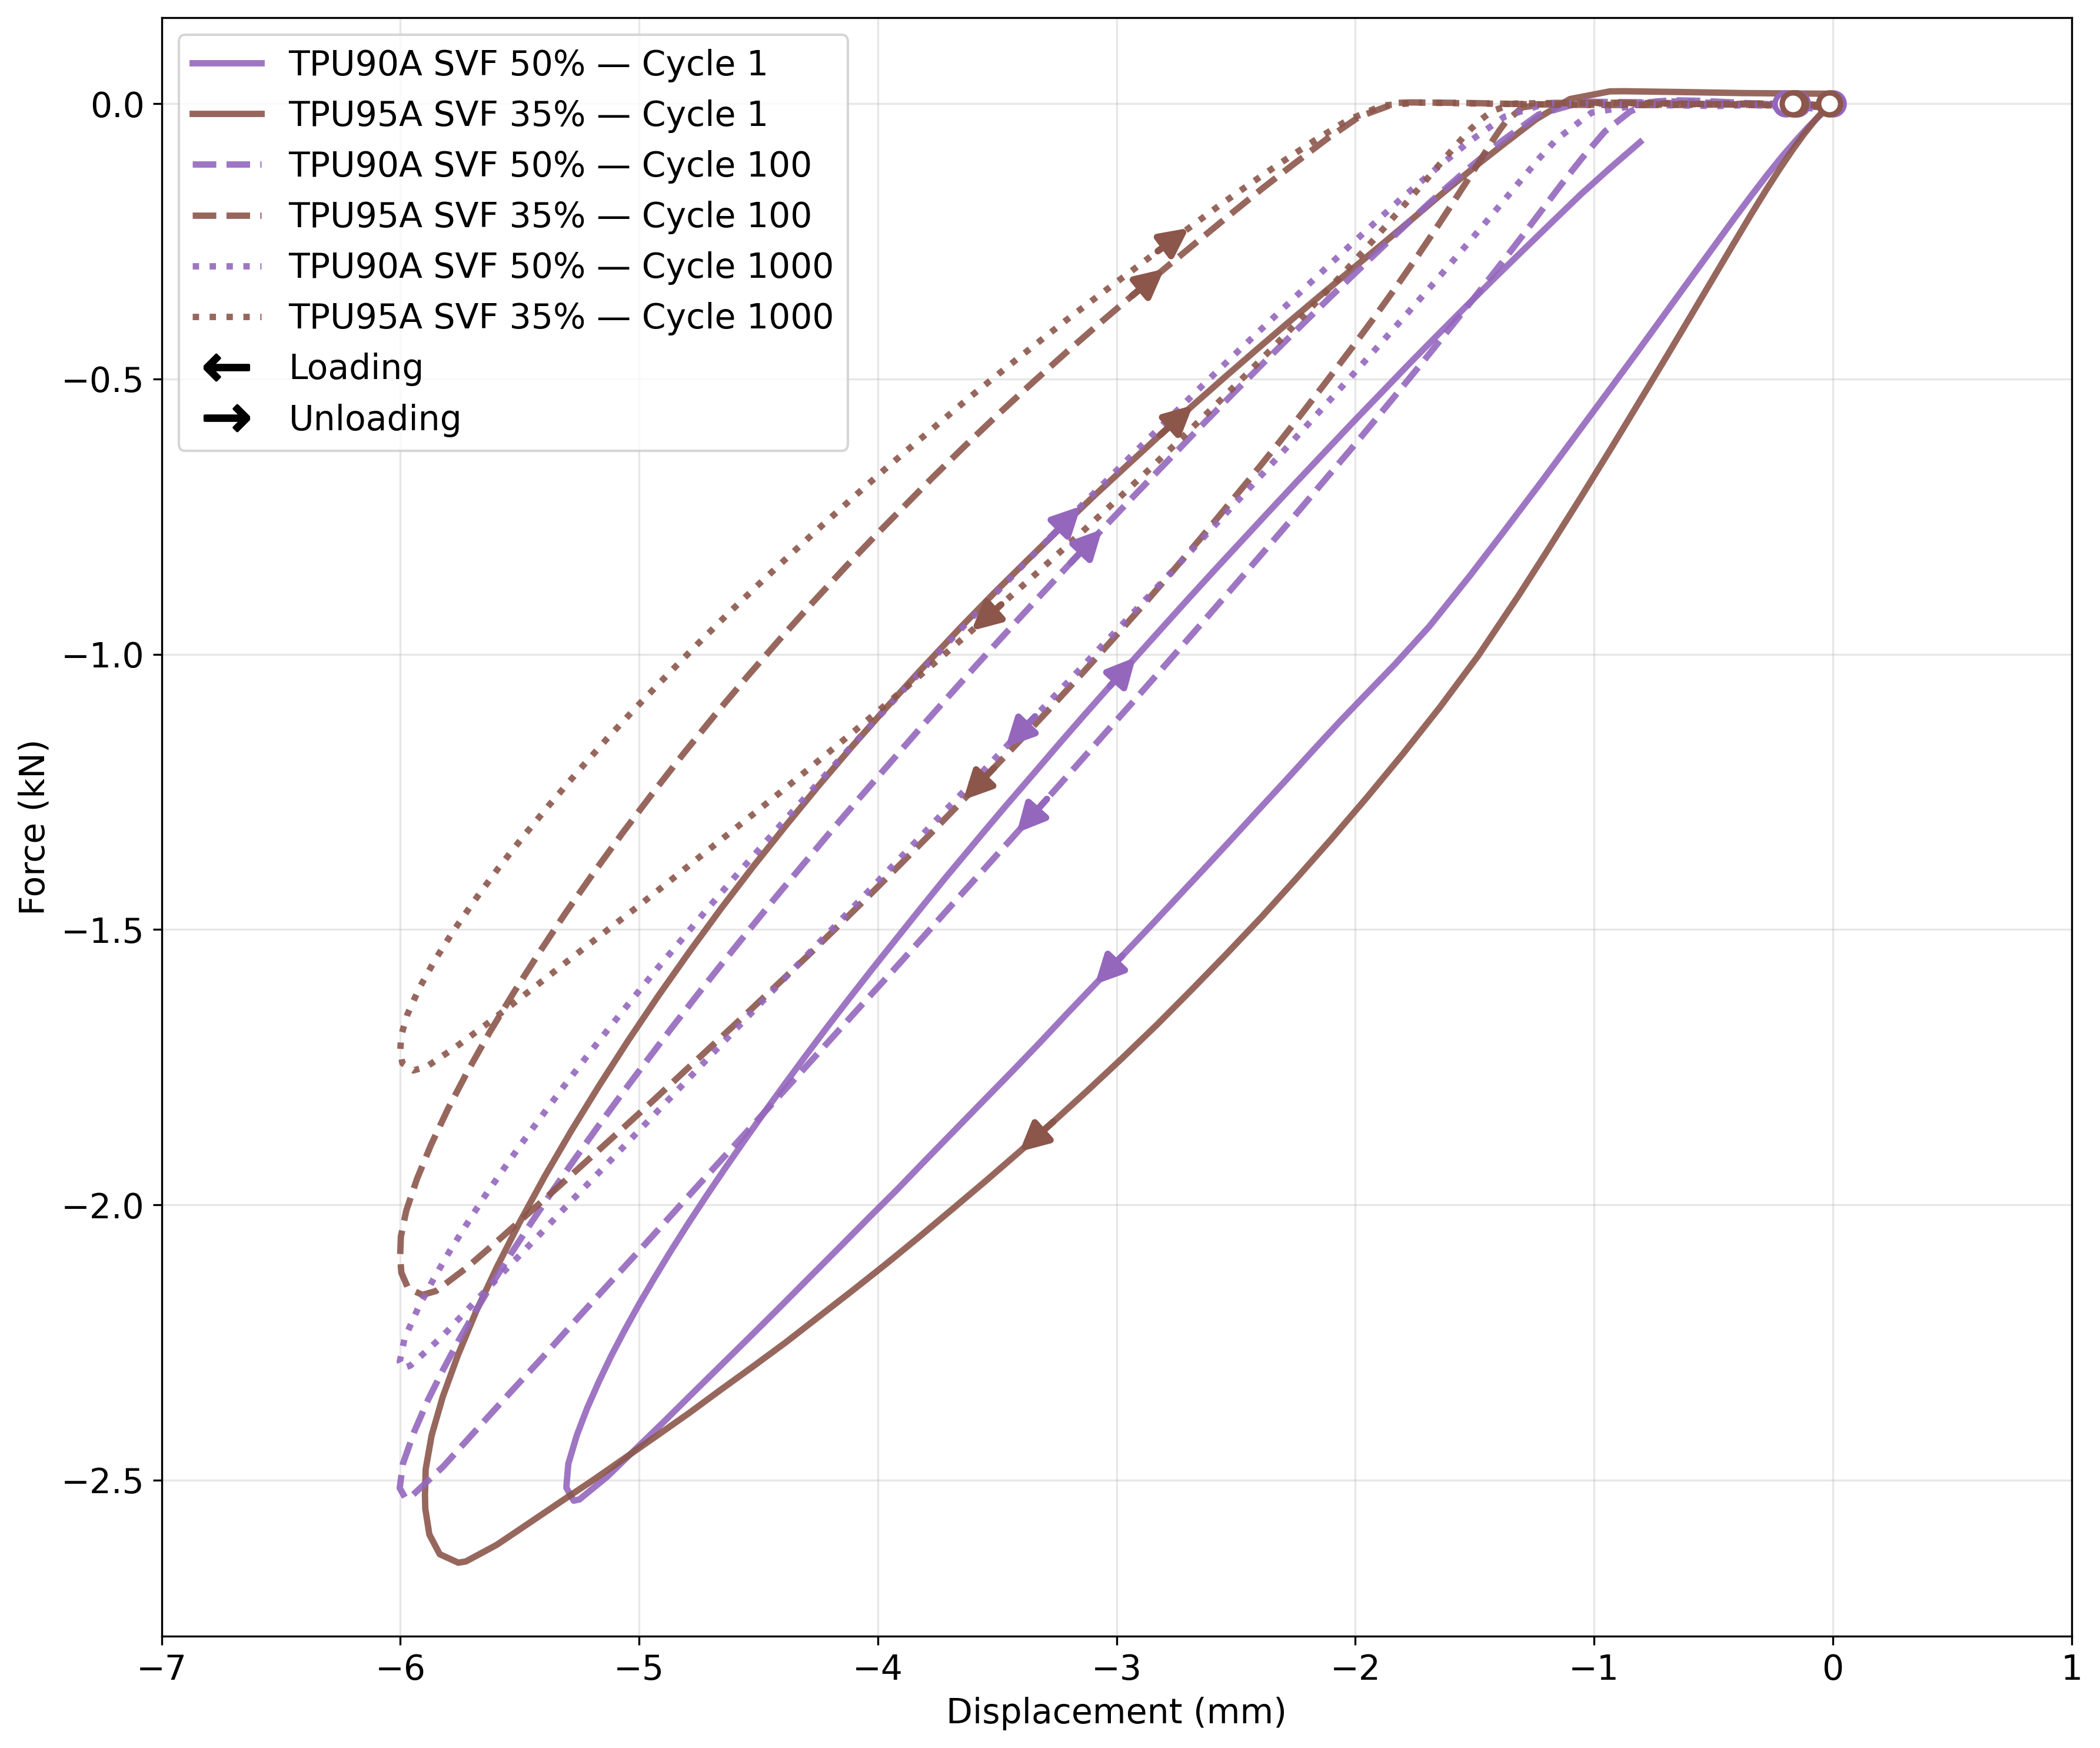 TPU90A SVF 50% — Cycle 1
TPU95A SVF 35% — Cycle 1
TPU90A SVF 50% — Cycle 100
TPU95A SVF 35% — Cycle 100
TPU90A SVF 50% — Cycle 1000
TPU95A SVF 35% — Cycle 1000
Loading
Unloading
0.0
−0.5
−1.0
−1.5
−2.0
−2.5
Force (kN)
−7 −6 −5 −4 −3 −2 −1 0 1
Displacement (mm)